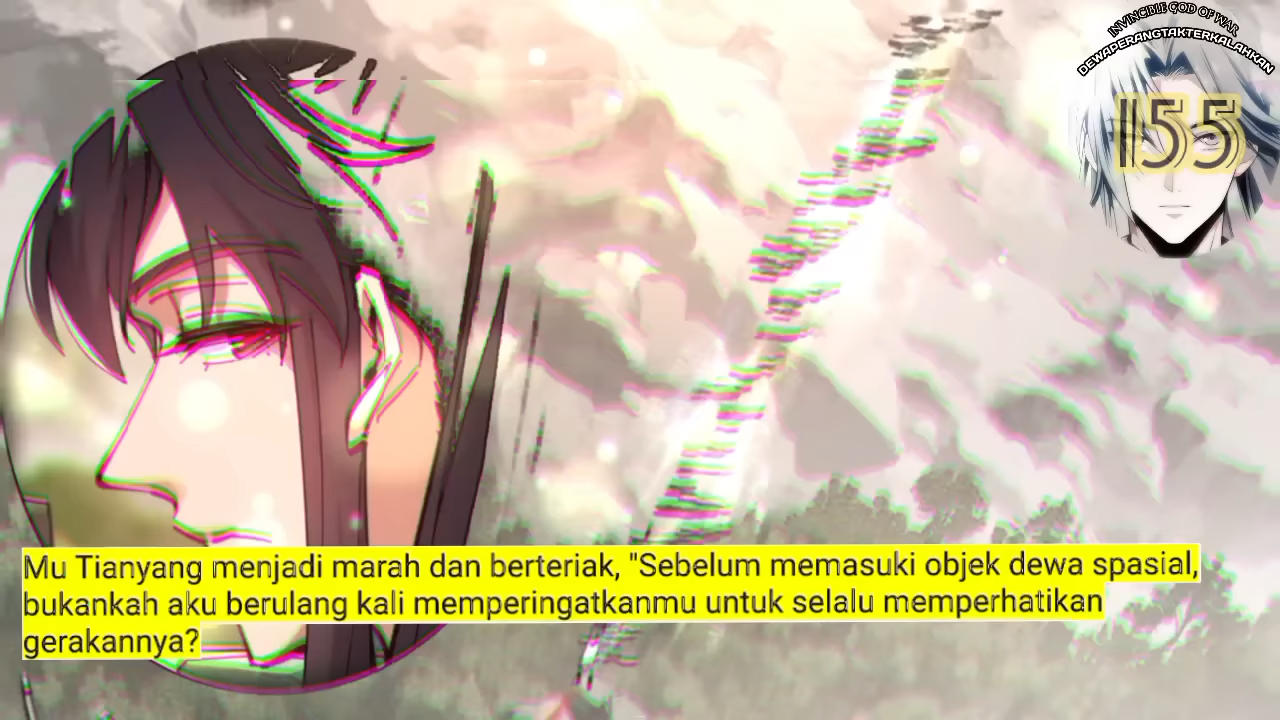 INVINCIBLE GOD OF WAR
DEWAPERANGTAKTERKALAHKAN
155
Mu Tianyang menjadi marah dan berteriak, "Sebelum memasuki objek dewa spasial,
bukankah aku berulang kali memperingatkanmu untuk selalu memperhatikan
gerakannya?